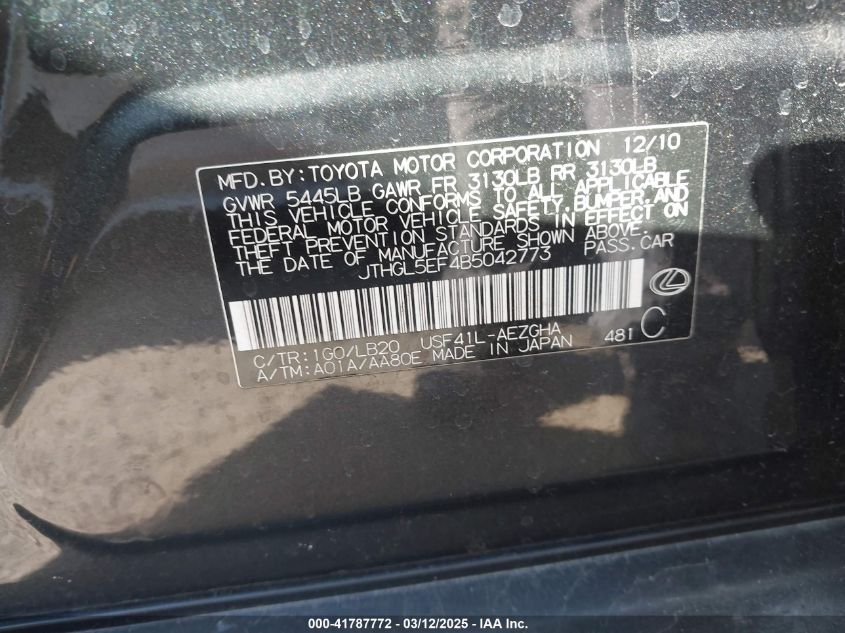 MFD.BY:TOYOTA MOTOR CORPORATION 12/10
GVWR 5445LB GAWR FR 3130LB RR 3130LB
THIS VEHICLE CONFORMS TO ALL APPLICABLE
FEDERAL MOTOR VEHICLE SAFETY,BUMPER,AND
THEFT PREVENTION STANDARDS IN EFFECT ON
THE DATE OF MANUFACTURE SHOWN ABOVE.
JTHGL5EF4B5042773 PASS.CAR
C/TR:1G0/LB20 USF41L-AEZGHA 481 C
A/TM:A01A/AA80E MADE IN JAPAN
000-41787772 - 03/12/2025 - IAA Inc.